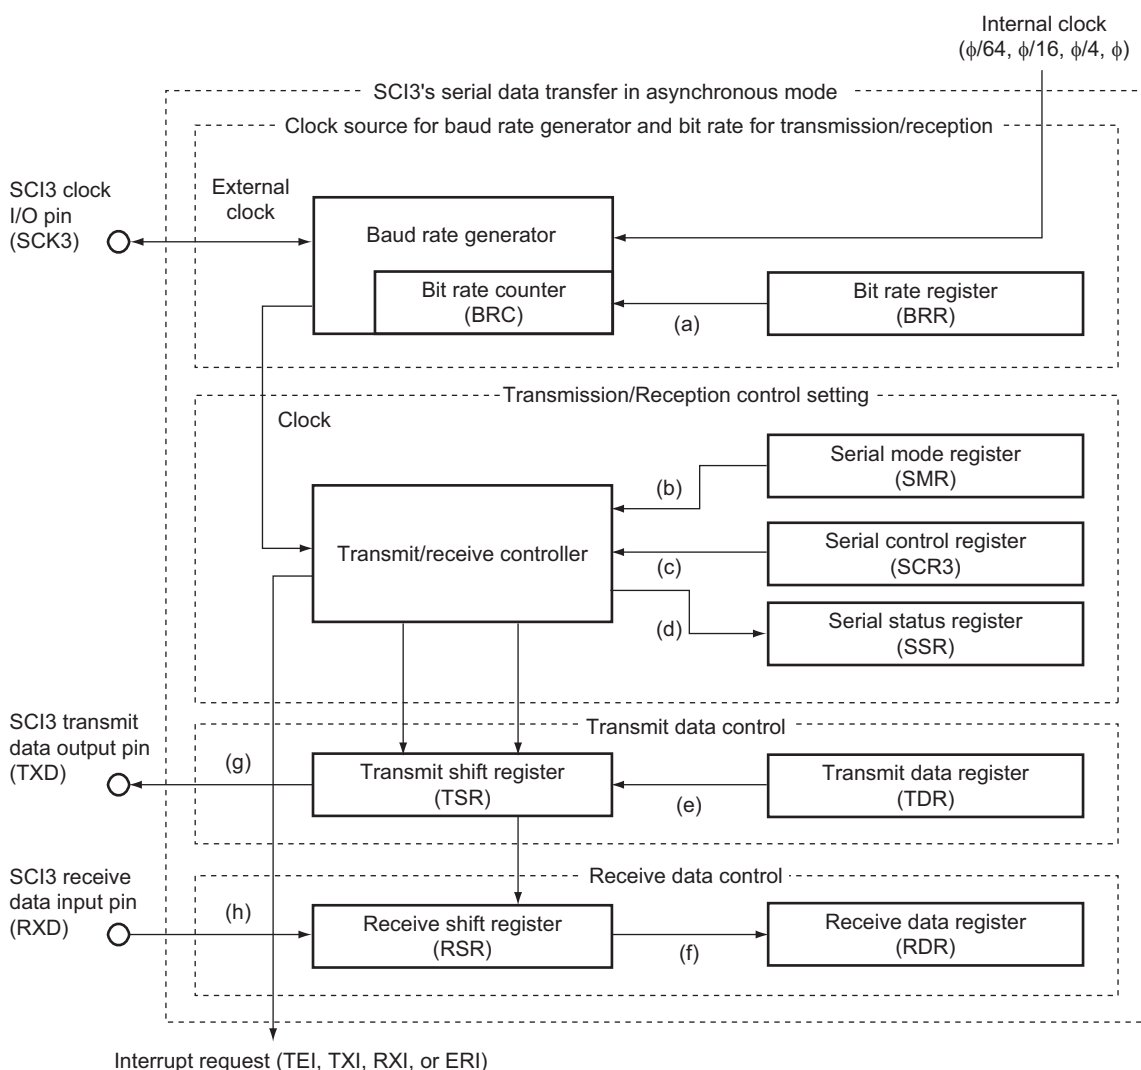 Internal clock
(ϕ/64, ϕ/16, ϕ/4, ϕ)
SCI3's serial data transfer in asynchronous mode
Clock source for baud rate generator and bit rate for transmission/reception
SCI3 clock
I/O pin
(SCK3)
External
clock
Baud rate generator
Bit rate counter
(BRC)
(a)
Bit rate register
(BRR)
Transmission/Reception control setting
Clock
Transmit/receive controller
(b)
Serial mode register
(SMR)
(c)
Serial control register
(SCR3)
(d)
Serial status register
(SSR)
Transmit data control
SCI3 transmit
data output pin
(TXD)
(g)
Transmit shift register
(TSR)
(e)
Transmit data register
(TDR)
Receive data control
SCI3 receive
data input pin
(RXD)
(h)
Receive shift register
(RSR)
(f)
Receive data register
(RDR)
Interrupt request (TEI, TXI, RXI, or ERI)